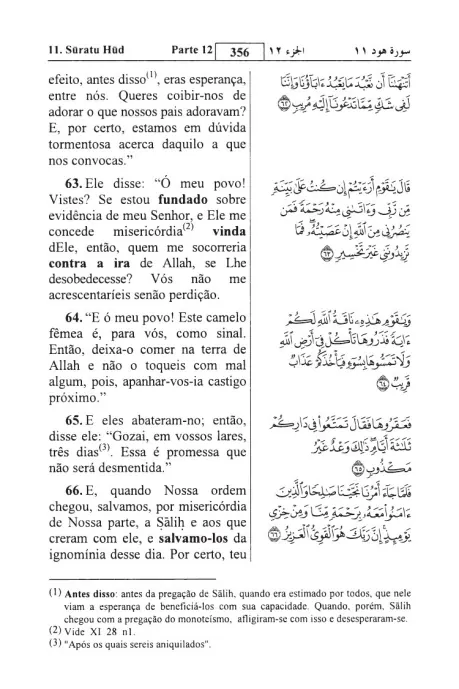 11. Sūratu Hūd Parte 12 356 الجزء ١٢ سورة هود ١١
efeito, antes disso(1), eras esperança,
entre nós. Queres coibir-nos de
adorar o que nossos pais adoravam?
E, por certo, estamos em dúvida
tormentosa acerca daquilo a que
nos convocas."
63. Ele disse: "Ó meu povo!
Vistes? Se estou fundado sobre
evidência de meu Senhor, e Ele me
concede misericórdia(2) vinda
dEle, então, quem me socorreria
contra a ira de Allah, se Lhe
desobedecesse? Vós não me
acrescentaríeis senão perdição.
64. "E ó meu povo! Este camelo
fêmea é, para vós, como sinal.
Então, deixa-o comer na terra de
Allah e não o toqueis com mal
algum, pois, apanhar-vos-ia castigo
próximo."
65. E eles abateram-no; então,
disse ele: "Gozai, em vossos lares,
três dias(3). Essa é promessa que
não será desmentida."
66. E, quando Nossa ordem
chegou, salvamos, por misericórdia
de Nossa parte, a Ṣāliḥ e aos que
creram com ele, e salvamo-los da
ignomínia desse dia. Por certo, teu
أَتَنْهَىٰنَآ أَن نَّعْبُدَ مَا يَعْبُدُ ءَابَآؤُنَا وَإِنَّنَا
لَفِى شَكٍّ مِّمَّا تَدْعُونَآ إِلَيْهِ مُرِيبٍ ٦٢
قَالَ يَٰقَوْمِ أَرَءَيْتُمْ إِن كُنتُ عَلَىٰ بَيِّنَةٍ
مِّن رَّبِّى وَءَاتَىٰنِى مِنْهُ رَحْمَةً فَمَن
يَنصُرُنِى مِنَ ٱللَّهِ إِنْ عَصَيْتُهُۥ فَمَا
تَزِيدُونَنِى غَيْرَ تَخْسِيرٍ ٦٣
وَيَٰقَوْمِ هَٰذِهِۦ نَاقَةُ ٱللَّهِ لَكُمْ
ءَايَةً فَذَرُوهَا تَأْكُلْ فِىٓ أَرْضِ ٱللَّهِ
وَلَا تَمَسُّوهَا بِسُوٓءٍ فَيَأْخُذَكُمْ عَذَابٌ
قَرِيبٌ ٦٤
فَعَقَرُوهَا فَقَالَ تَمَتَّعُوا۟ فِى دَارِكُمْ
ثَلَٰثَةَ أَيَّامٍ ذَٰلِكَ وَعْدٌ غَيْرُ
مَكْذُوبٍ ٦٥
فَلَمَّا جَآءَ أَمْرُنَا نَجَّيْنَا صَٰلِحًا وَٱلَّذِينَ
ءَامَنُوا۟ مَعَهُۥ بِرَحْمَةٍ مِّنَّا وَمِنْ خِزْىِ
يَوْمِئِذٍ إِنَّ رَبَّكَ هُوَ ٱلْقَوِىُّ ٱلْعَزِيزُ ٦٦
(1) Antes disso: antes da pregação de Sālih, quando era estimado por todos, que nele
viam a esperança de beneficiá-los com sua capacidade. Quando, porém, Sālih
chegou com a pregação do monoteísmo, afligiram-se com isso e desesperaram-se.
(2) Vide XI 28 n1.
(3) "Após os quais sereis aniquilados".